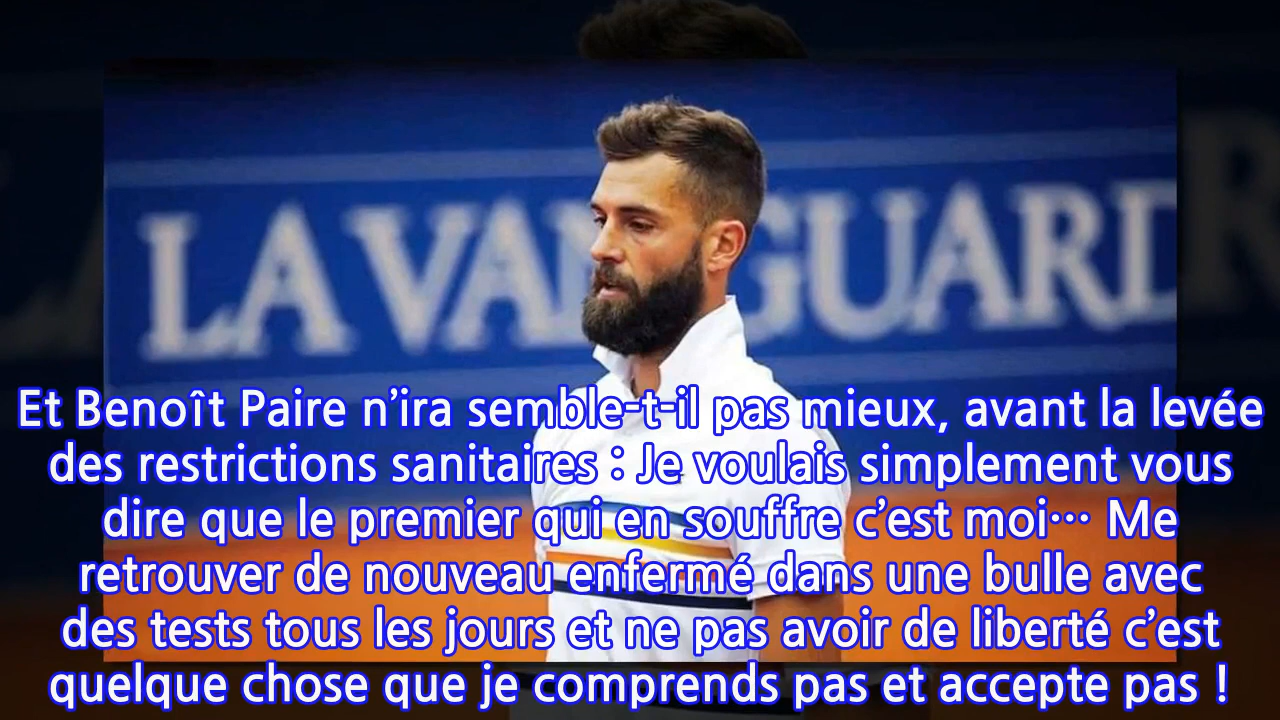 LA VANGUARD
Et Benoît Paire n’ira semble-t-il pas mieux, avant la levée
des restrictions sanitaires : Je voulais simplement vous
dire que le premier qui en souffre c’est moi··· Me
retrouver de nouveau enfermé dans une bulle avec
des tests tous les jours et ne pas avoir de liberté c’est
quelque chose que je comprends pas et accepte pas !